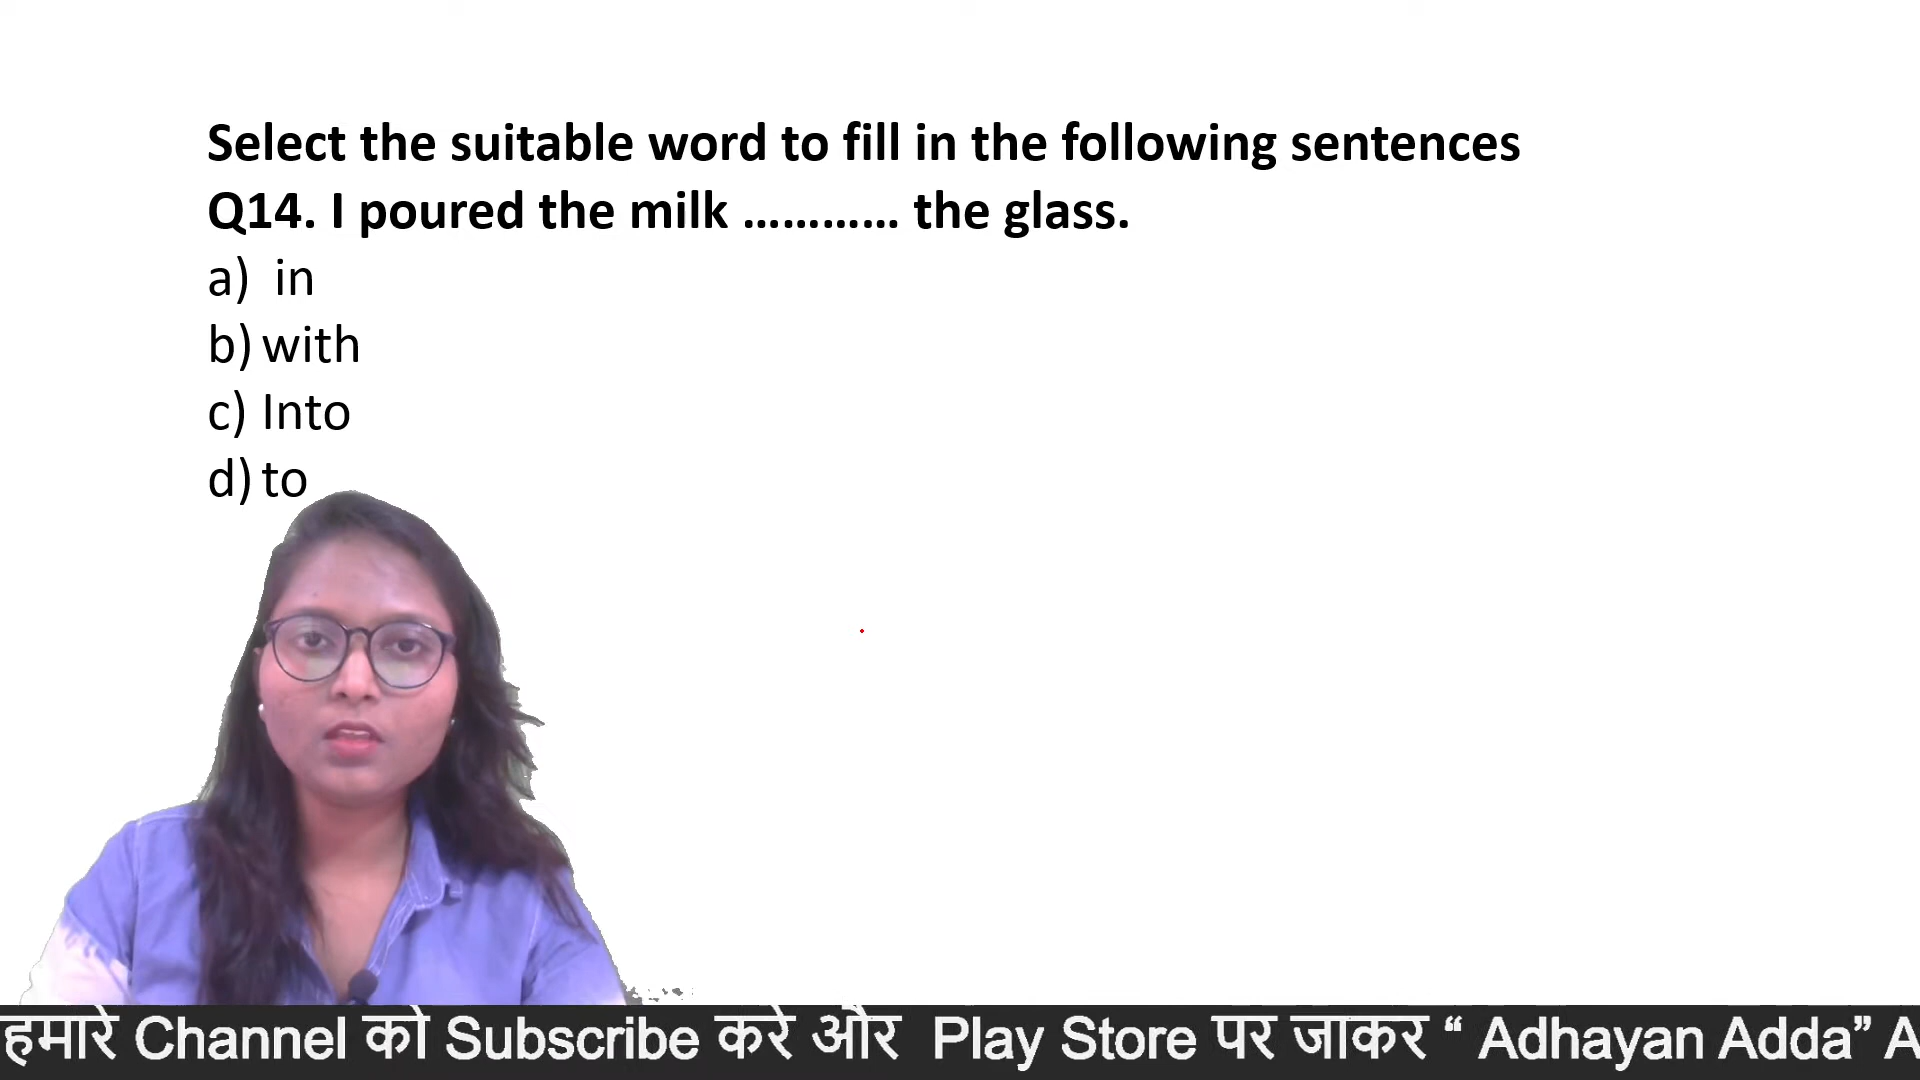 Select the suitable word to fill in the following sentences
Q14. I poured the milk ………… the glass.
a) in
b) with
c) Into
d) to
हमारे Channel को Subscribe करे और Play Store पर जाकर “ Adhayan Adda” A